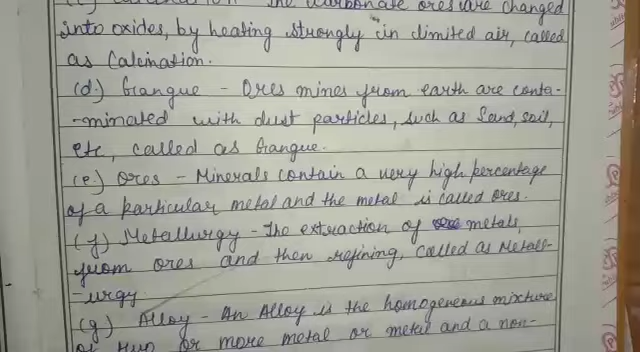 The carbonate ores are changed
into oxides, by heating strongly in limited air, called
as Calcination.
(d.) Gangue - Ores mines from earth are conta-
-minated with dust particles, such as Sand, soil,
etc, called as Gangue.
(e.) Ores - Minerals contain a very high percentage
of a particular metal and the metal is called ores.
(f) Metallurgy - The extraction of metals
from ores and then refining, called as Metall-
-urgy.
(g) Alloy - An Alloy is the homogeneous mixture
of two or more metal or metal and a non-